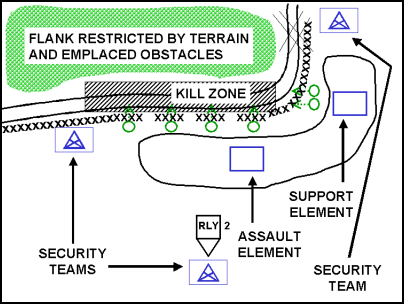 FLANK RESTRICTED BY TERRAIN
AND EMPLACED OBSTACLES
KILL ZONE
xxxxxxxxxxxxxxxxxxxxxxxxxxxx
RLY 2
SUPPORT
ELEMENT
ASSAULT
ELEMENT
SECURITY
TEAMS
SECURITY
TEAM